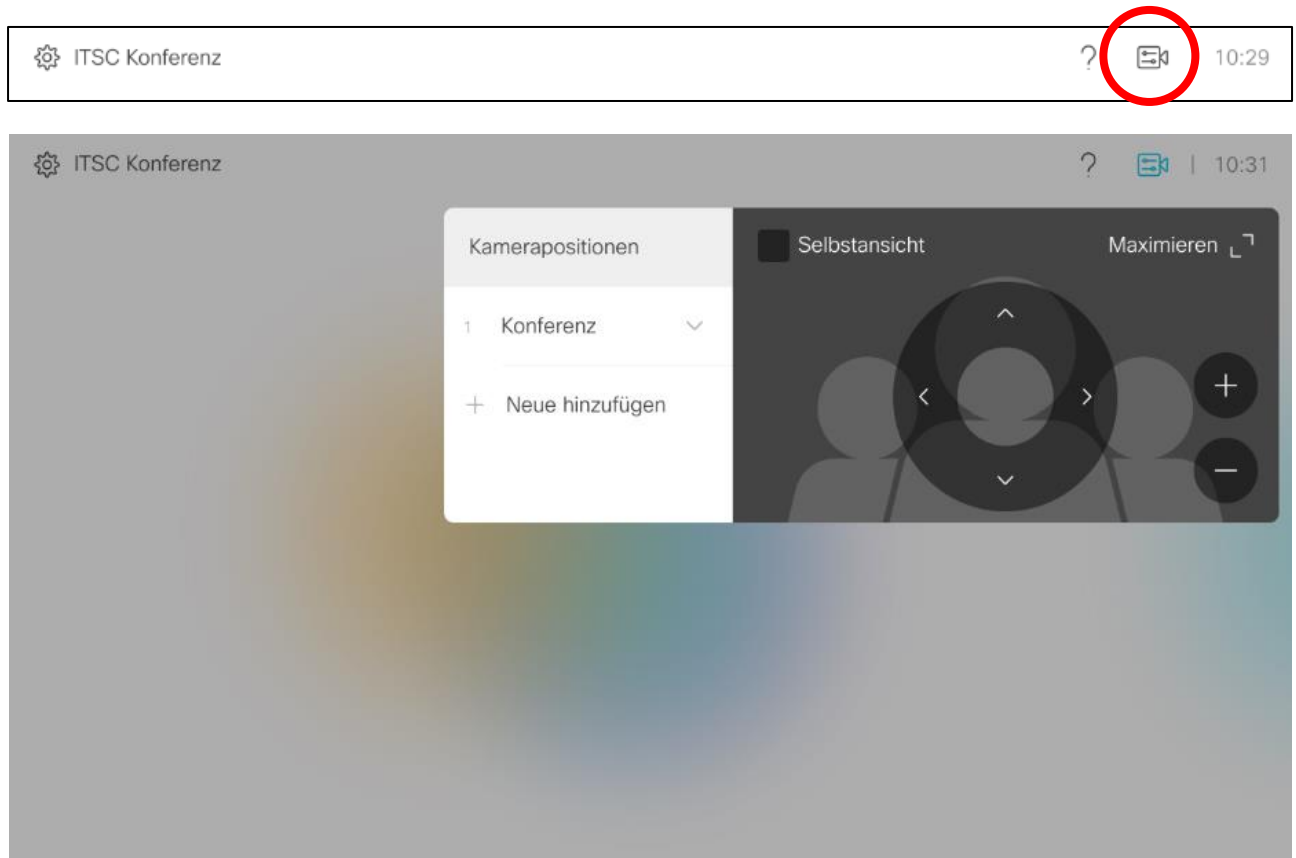 ITSC Konferenz ? 10:29
ITSC Konferenz ? | 10:31
Kamerapositionen
Selbstansicht Maximieren
1 Konferenz
+ Neue hinzufügen
+
−